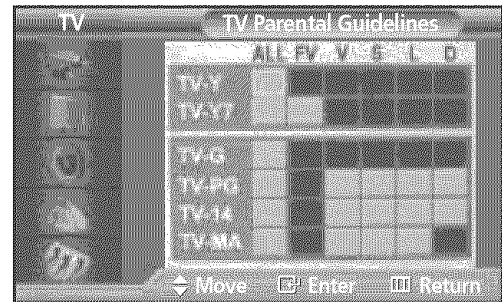 TV TV Parental Guidelines
ALL FV V S L D
TV-Y
TV-Y7
TV-G
TV-PG
TV-14
TV-MA
Move Enter Return